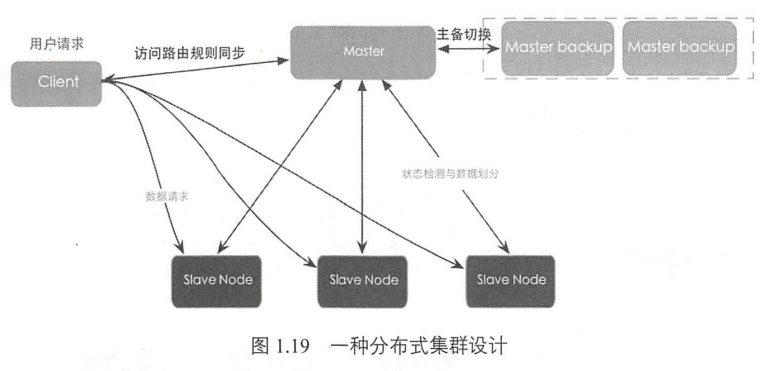 用户请求
Client
访问路由规则同步
Master
主备切换
Master backup
Master backup
数据请求
状态检测与数据划分
Slave Node
Slave Node
Slave Node
图 1.19 一种分布式集群设计